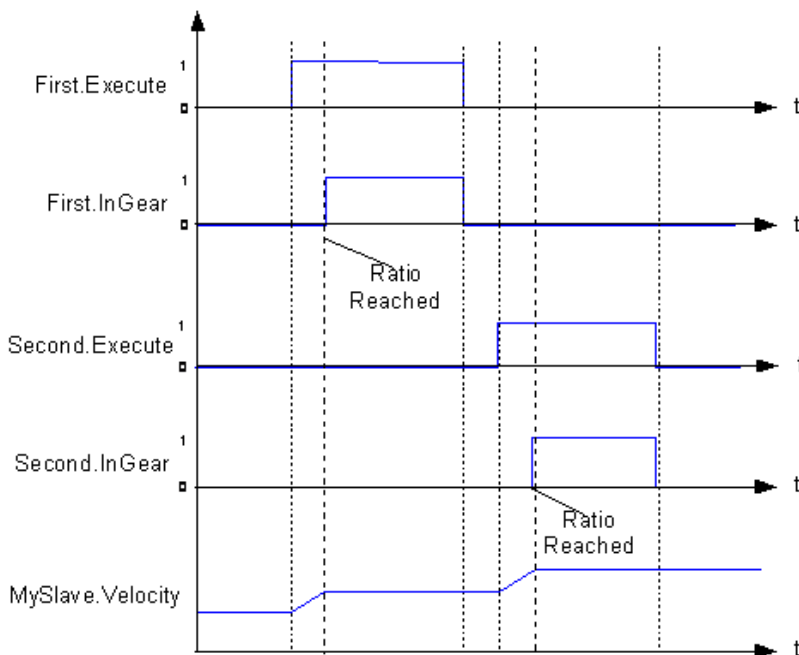 1
First.Execute
0
t
1
First.InGear
0
t
Ratio
Reached
1
Second.Execute
0
t
1
Second.InGear
0
t
Ratio
Reached
MySlave.Velocity
t